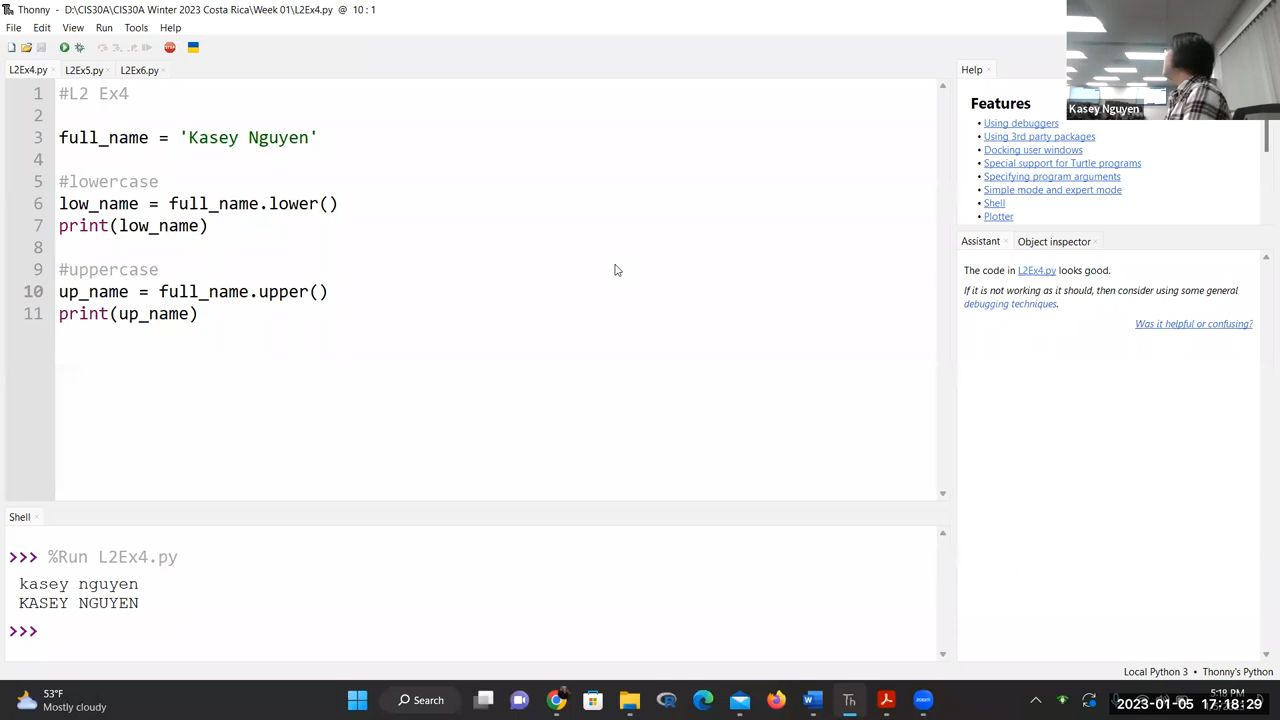 Thonny - D:\CIS30A\CIS30A Winter 2023 Costa Rica\Week 01\L2Ex4.py @ 10 : 1
File Edit View Run Tools Help
L2Ex4.py L2Ex5.py L2Ex6.py
1 #L2 Ex4
2
3 full_name = 'Kasey Nguyen'
4
5 #lowercase
6 low_name = full_name.lower()
7 print(low_name)
8
9 #uppercase
10 up_name = full_name.upper()
11 print(up_name)
Shell
>>> %Run L2Ex4.py
kasey nguyen
KASEY NGUYEN
>>>
Help
Kasey Nguyen
Features
• Using debuggers
• Using 3rd party packages
• Docking user windows
• Special support for Turtle programs
• Specifying program arguments
• Simple mode and expert mode
• Shell
• Plotter
Assistant Object inspector
The code in L2Ex4.py looks good.
If it is not working as it should, then consider using some general
debugging techniques.
Was it helpful or confusing?
Local Python 3 • Thonny's Python
53°F
Mostly cloudy
Search
Th
5:18 PM
2023-01-05 17:18:29